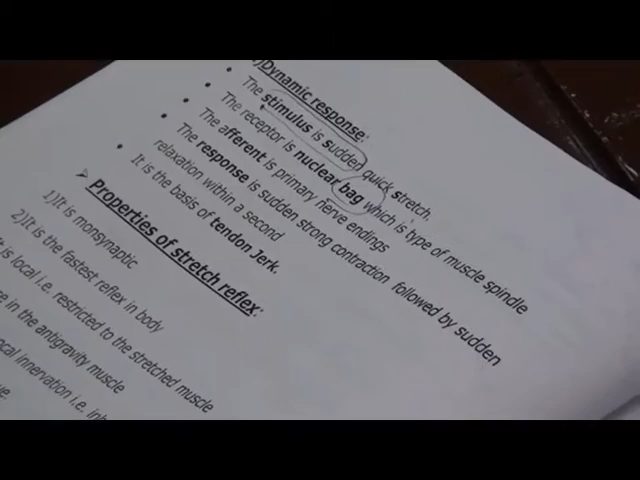 )Dynamic response:
• The stimulus is sudden quick stretch.
• The receptor is nuclear bag which is type of muscle spindle
• The afferent is primary nerve endings
• The response is sudden strong contraction followed by sudden
relaxation within a second
• It is the basis of tendon Jerk.
➢ Properties of stretch reflex:
1)It is monsynaptic
2)It is the fastest reflex in body
is local i.e. restricted to the stretched muscle
in the antigravity muscle
innervation i.e.